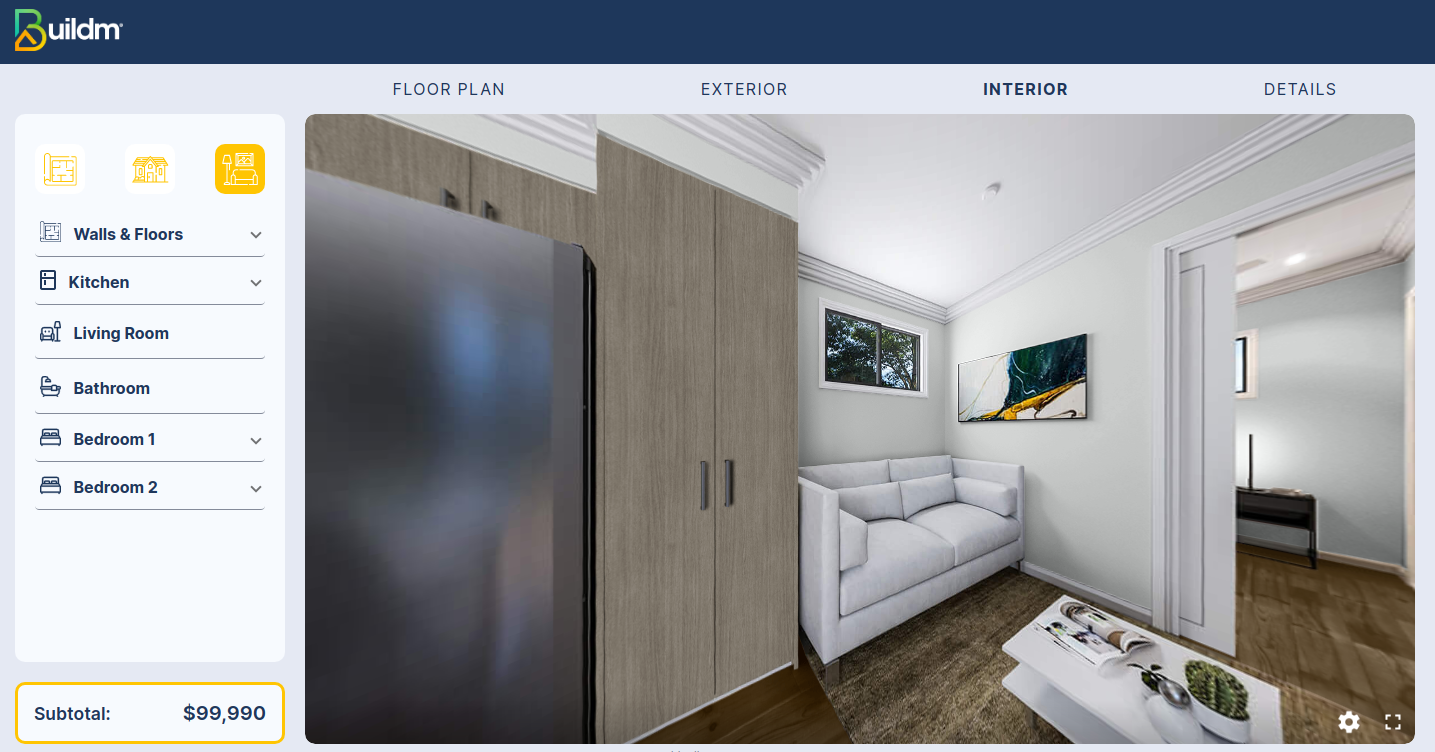 Buildm
FLOOR PLAN
EXTERIOR
INTERIOR
DETAILS
Walls & Floors
Kitchen
Living Room
Bathroom
Bedroom 1
Bedroom 2
Subtotal: $99,990